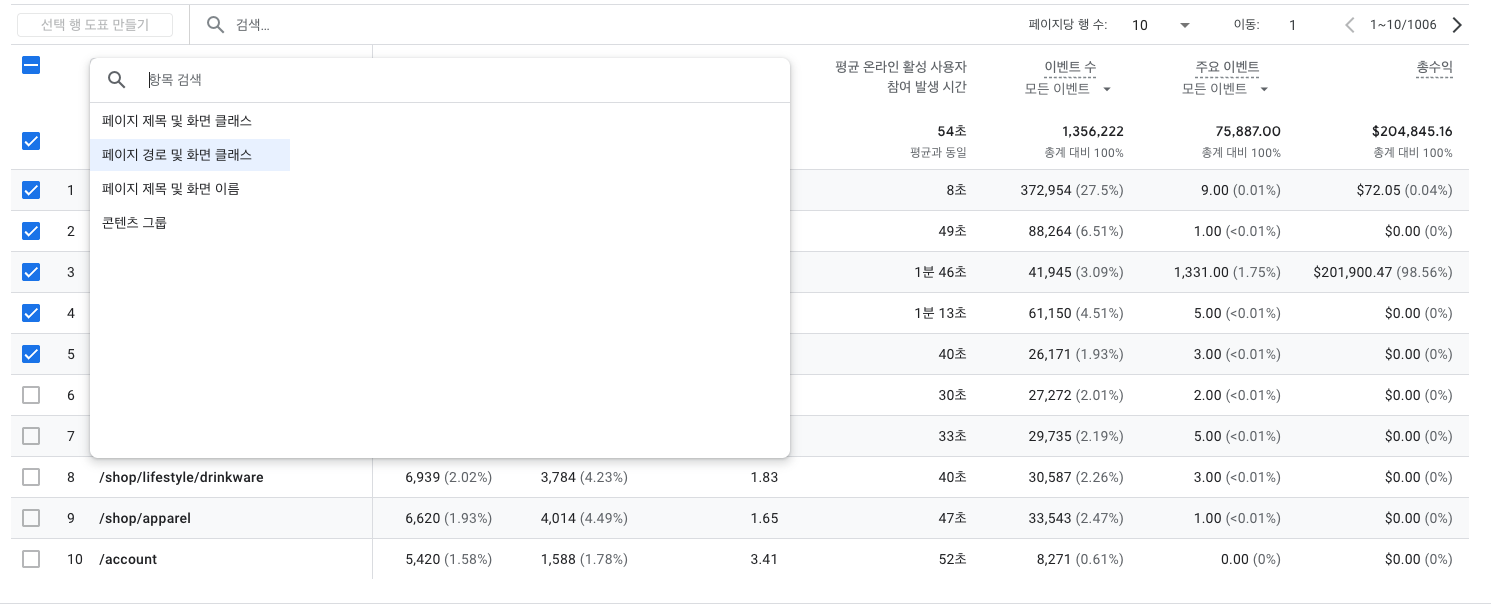 선택 행 도표 만들기
검색...
페이지당 행 수: 10 이동: 1 1~10/1006
항목 검색
페이지 제목 및 화면 클래스
페이지 경로 및 화면 클래스
페이지 제목 및 화면 이름
콘텐츠 그룹
평균 온라인 활성 사용자
참여 발생 시간
이벤트 수
모든 이벤트
주요 이벤트
모든 이벤트
총수익
54초 1,356,222 75,887.00 $204,845.16
평균과 동일 총계 대비 100% 총계 대비 100% 총계 대비 100%
1 8초 372,954 (27.5%) 9.00 (0.01%) $72.05 (0.04%)
2 49초 88,264 (6.51%) 1.00 (<0.01%) $0.00 (0%)
3 1분 46초 41,945 (3.09%) 1,331.00 (1.75%) $201,900.47 (98.56%)
4 1분 13초 61,150 (4.51%) 5.00 (<0.01%) $0.00 (0%)
5 40초 26,171 (1.93%) 3.00 (<0.01%) $0.00 (0%)
6 30초 27,272 (2.01%) 2.00 (<0.01%) $0.00 (0%)
7 33초 29,735 (2.19%) 5.00 (<0.01%) $0.00 (0%)
8 /shop/lifestyle/drinkware 6,939 (2.02%) 3,784 (4.23%) 1.83 40초 30,587 (2.26%) 3.00 (<0.01%) $0.00 (0%)
9 /shop/apparel 6,620 (1.93%) 4,014 (4.49%) 1.65 47초 33,543 (2.47%) 1.00 (<0.01%) $0.00 (0%)
10 /account 5,420 (1.58%) 1,588 (1.78%) 3.41 52초 8,271 (0.61%) 0.00 (0%) $0.00 (0%)